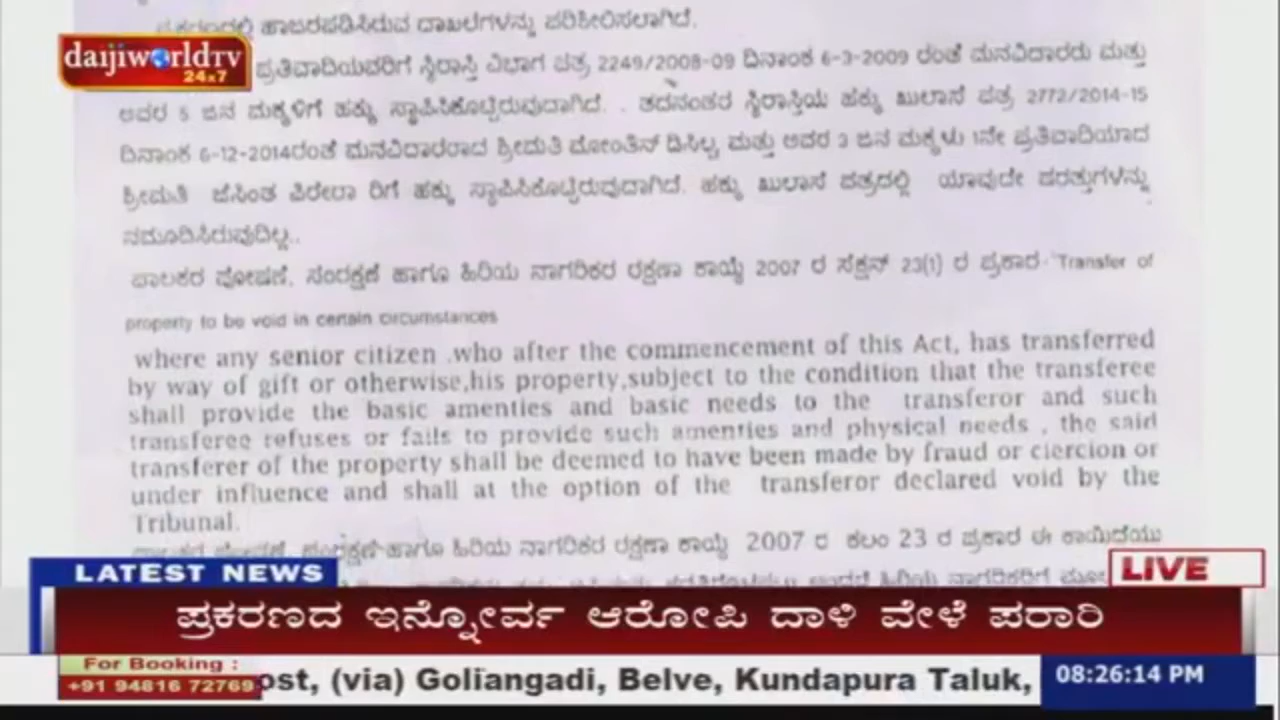 ಹಾಜರಪಡಿಸಿರುವ ದಾಖಲೆಗಳನ್ನು ಪರಿಶೀಲಿಸಲಾಗಿದೆ.
daijiworldTV
24x7
ಪ್ರತಿವಾದಿಯವರಿಗೆ ಸ್ಥಿರಾಸ್ತಿ ವಿಭಾಗ ಪತ್ರ 2249/2008-09 ದಿನಾಂಕ 6-3-2009 ರಂತೆ ಮನವಿದಾರರು ಮತ್ತು
ಅವರ 5 ಜನ ಮಕ್ಕಳಿಗೆ ಹಕ್ಕು ಸ್ಥಾಪಿಸಿಕೊಟ್ಟಿರುವುದಾಗಿದೆ. . ತದನಂತರ ಸ್ಥಿರಾಸ್ತಿಯ ಹಕ್ಕು ಖುಲಾಸೆ ಪತ್ರ 2772/2014-15
ದಿನಾಂಕ 6-12-2014ರಂತೆ ಮನವಿದಾರರಾದ ಶ್ರೀಮತಿ ಮೋಂತಿನ್ ಡಿಸಿಲ್ವ ಮತ್ತು ಅವರ 3 ಜನ ಮಕ್ಕಳು 1ನೇ ಪ್ರತಿವಾದಿಯಾದ
ಶ್ರೀಮತಿ ಜೆಸಿಂತ ಪಿರೇರಾ ರಿಗೆ ಹಕ್ಕು ಸ್ಥಾಪಿಸಿಕೊಟ್ಟಿರುವುದಾಗಿದೆ. ಹಕ್ಕು ಖುಲಾಸೆ ಪತ್ರದಲ್ಲಿ ಯಾವುದೇ ಷರತ್ತುಗಳನ್ನು
ನಮೂದಿಸಿರುವುದಿಲ್ಲ..
ಪಾಲಕರ ಪೋಷಣೆ, ಸಂರಕ್ಷಣೆ ಹಾಗೂ ಹಿರಿಯ ನಾಗರಿಕರ ರಕ್ಷಣಾ ಕಾಯ್ದೆ 2007 ರ ಸೆಕ್ಷನ್ 23(1) ರ ಪ್ರಕಾರ "Transfer of
property to be void in certain circumstances
where any senior citizen ,who after the commencement of this Act, has transferred
by way of gift or otherwise,his property,subject to the condition that the transferee
shall provide the basic amenties and basic needs to the transferor and such
transferee refuses or fails to provide such amenties and physical needs , the said
transferer of the property shall be deemed to have been made by fraud or ciercion or
under influence and shall at the option of the transferor declared void by the
Tribunal.
ಪಾಲಕರ ಪೋಷಣೆ, ಸಂರಕ್ಷಣೆ ಹಾಗೂ ಹಿರಿಯ ನಾಗರಿಕರ ರಕ್ಷಣಾ ಕಾಯ್ದೆ 2007 ರ ಕಲಂ 23 ರ ಪ್ರಕಾರ ಈ ಕಾಯಿದೆಯು
LATEST NEWS
LIVE
ಪ್ರಕರಣದ ಇನ್ನೋರ್ವ ಆರೋಪಿ ದಾಳಿ ವೇಳೆ ಪರಾರಿ
For Booking :
+91 94816 72769
ost, (via) Goliangadi, Belve, Kundapura Taluk,
08:26:14 PM